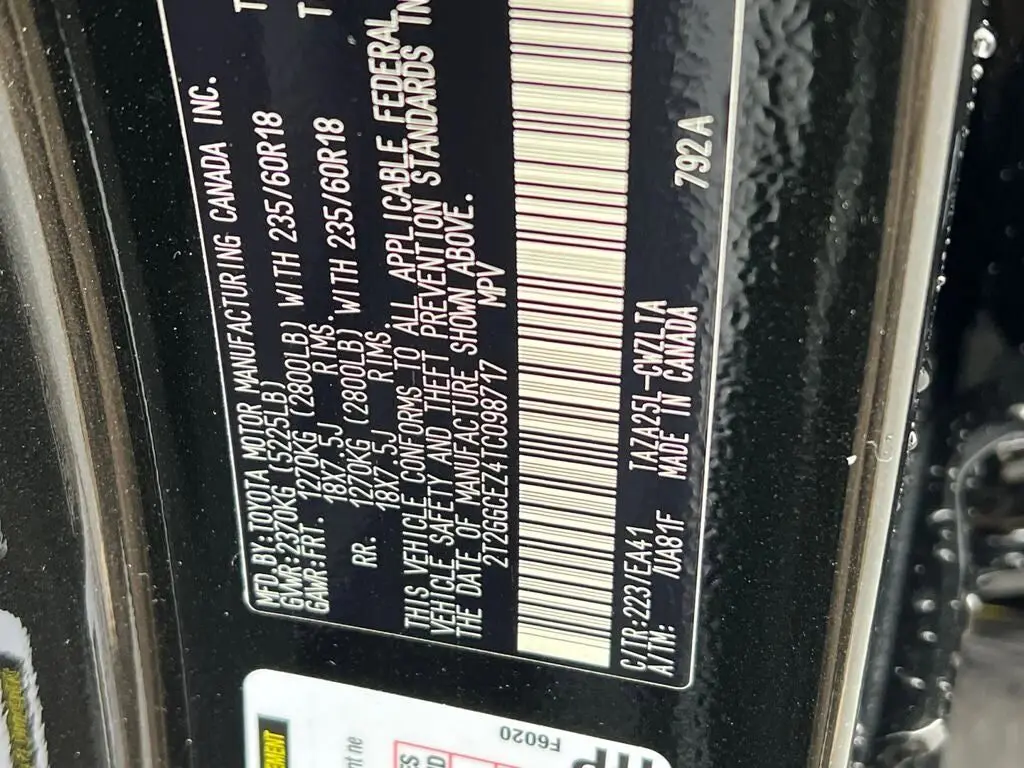 MFD.BY:TOYOTA MOTOR MANUFACTURING CANADA INC.
GVWR:2370KG (5225LB)
GAWR:FRT. 1270KG (2800LB) WITH 235/60R18 T
18X7.5J RIMS.
RR. 1270KG (2800LB) WITH 235/60R18 T
18X7.5J RIMS.
THIS VEHICLE CONFORMS TO ALL APPLICABLE FEDERAL
VEHICLE SAFETY AND THEFT PREVENTION STANDARDS IN
THE DATE OF MANUFACTURE SHOWN ABOVE.
2T2GGCEZ4TC098717 MPV
C/TR:223/EA41 TAZA25L-CWZLTA
A/TM: /UA81F MADE IN CANADA 792A
F6020